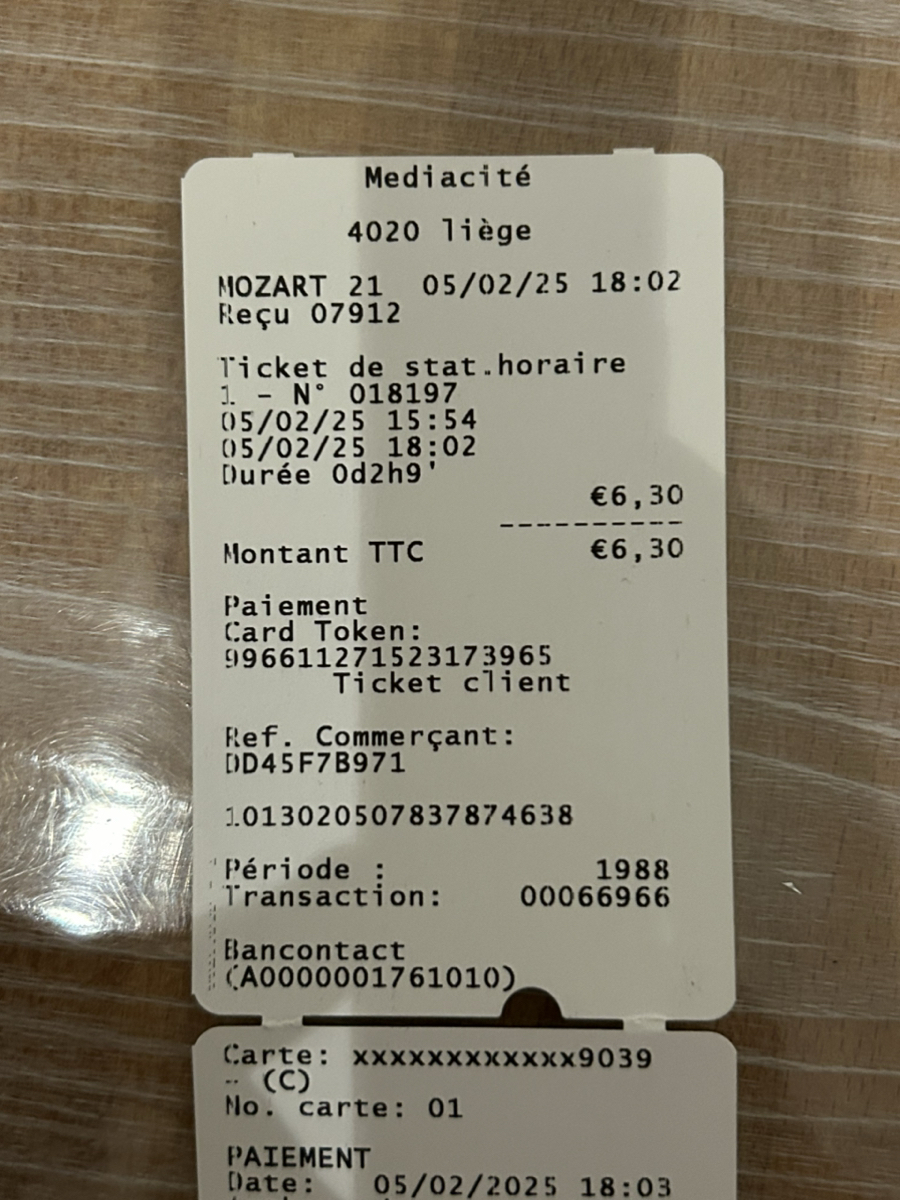 Mediacité
4020 liège
MOZART 21 05/02/25 18:02
Reçu 07912
Ticket de stat.horaire
1 - N° 018197
05/02/25 15:54
05/02/25 18:02
Durée 0d2h9'
€6,30
----------
Montant TTC €6,30
Paiement
Card Token:
996611271523173965
Ticket client
Ref. Commerçant:
DD45F7B971
1013020507837874638
Période : 1988
Transaction: 00066966
Bancontact
(A0000001761010)
Carte: xxxxxxxxxxxx9039
- (C)
No. carte: 01
PAIEMENT
Date: 05/02/2025 18:03